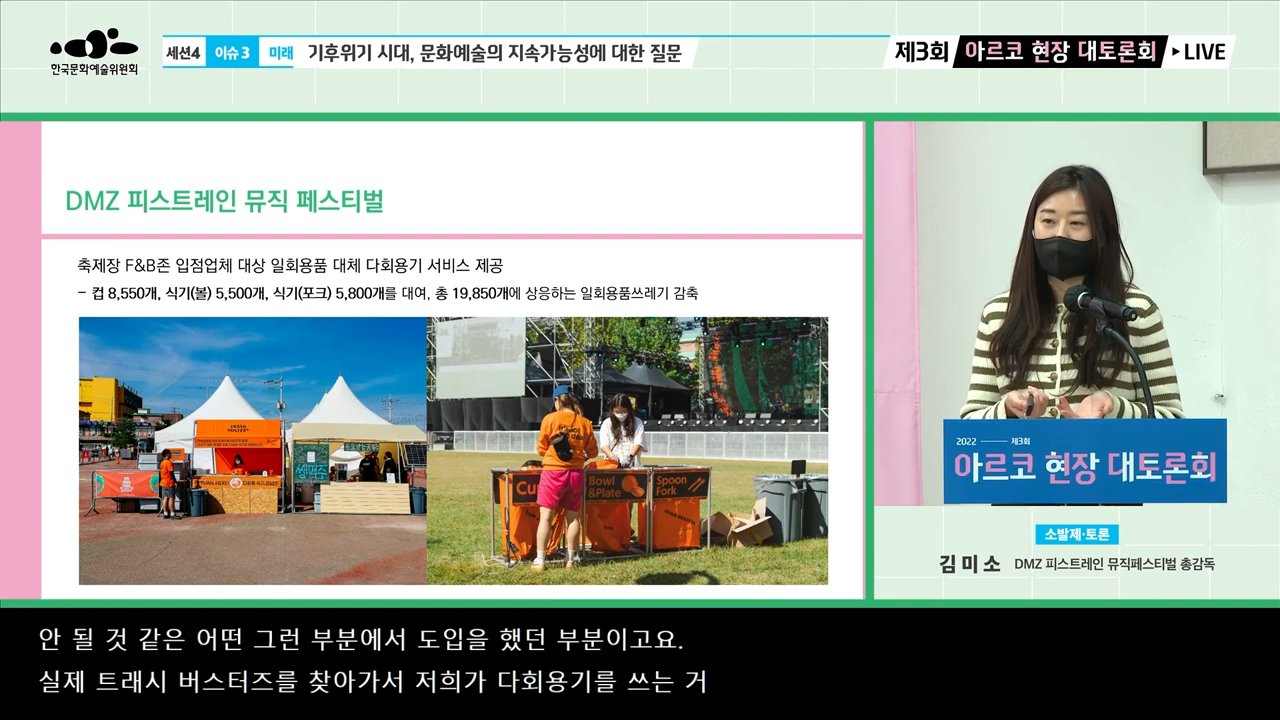 한국문화예술위원회
세션4 이슈 3 미래 기후위기 시대, 문화예술의 지속가능성에 대한 질문
제3회 아르코 현장 대토론회 LIVE
DMZ 피스트레인 뮤직 페스티벌
축제장 F&B존 입점업체 대상 일회용품 대체 다회용기 서비스 제공
– 컵 8,550개, 식기(볼) 5,500개, 식기(포크) 5,800개를 대여, 총 19,850개에 상응하는 일회용품쓰레기 감축
Bowl
&Plate
Spoon
Fork
2022 제3회
아르코 현장 대토론회
소발제·토론
김미소 DMZ 피스트레인 뮤직페스티벌 총감독
안 될 것 같은 어떤 그런 부분에서 도입을 했던 부분이고요.
실제 트래시 버스터즈를 찾아가서 저희가 다회용기를 쓰는 거